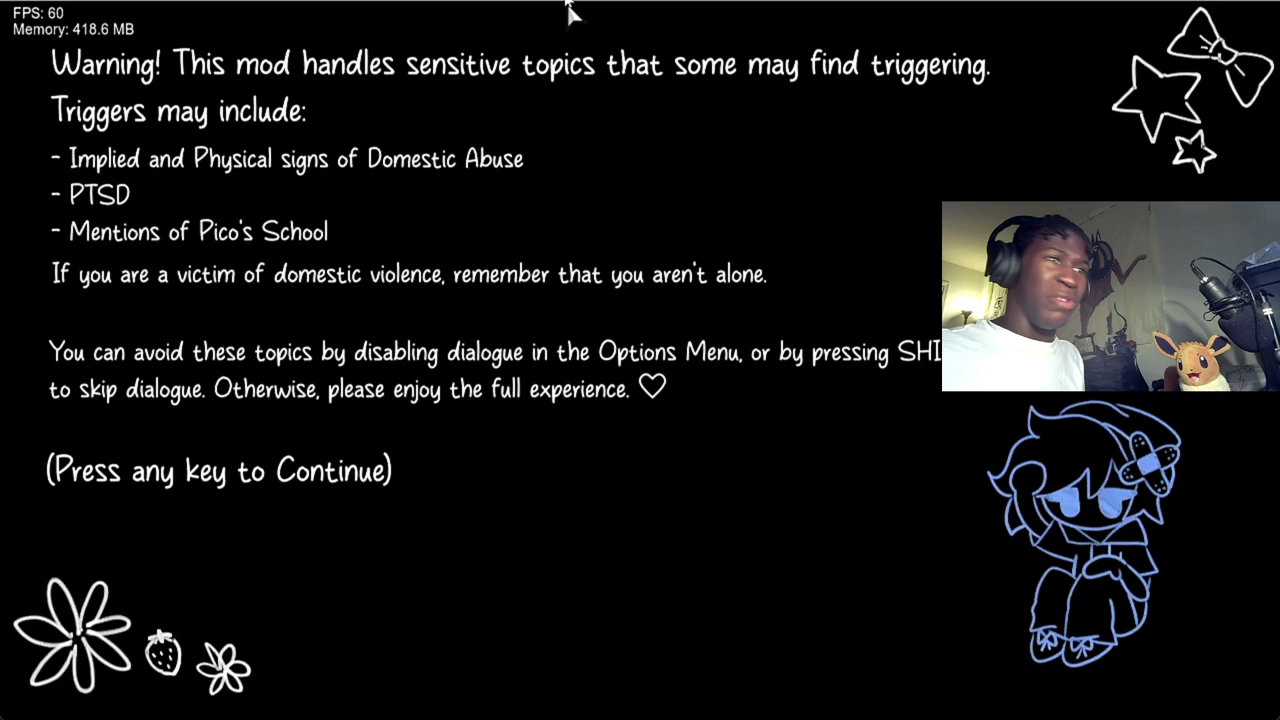 FPS: 60
Memory: 418.6 MB
Warning! This mod handles sensitive topics that some may find triggering.
Triggers may include:
- Implied and Physical signs of Domestic Abuse
- PTSD
- Mentions of Pico's School
If you are a victim of domestic violence, remember that you aren't alone.
You can avoid these topics by disabling dialogue in the Options Menu, or by pressing SHI
to skip dialogue. Otherwise, please enjoy the full experience. ♡
(Press any key to Continue)